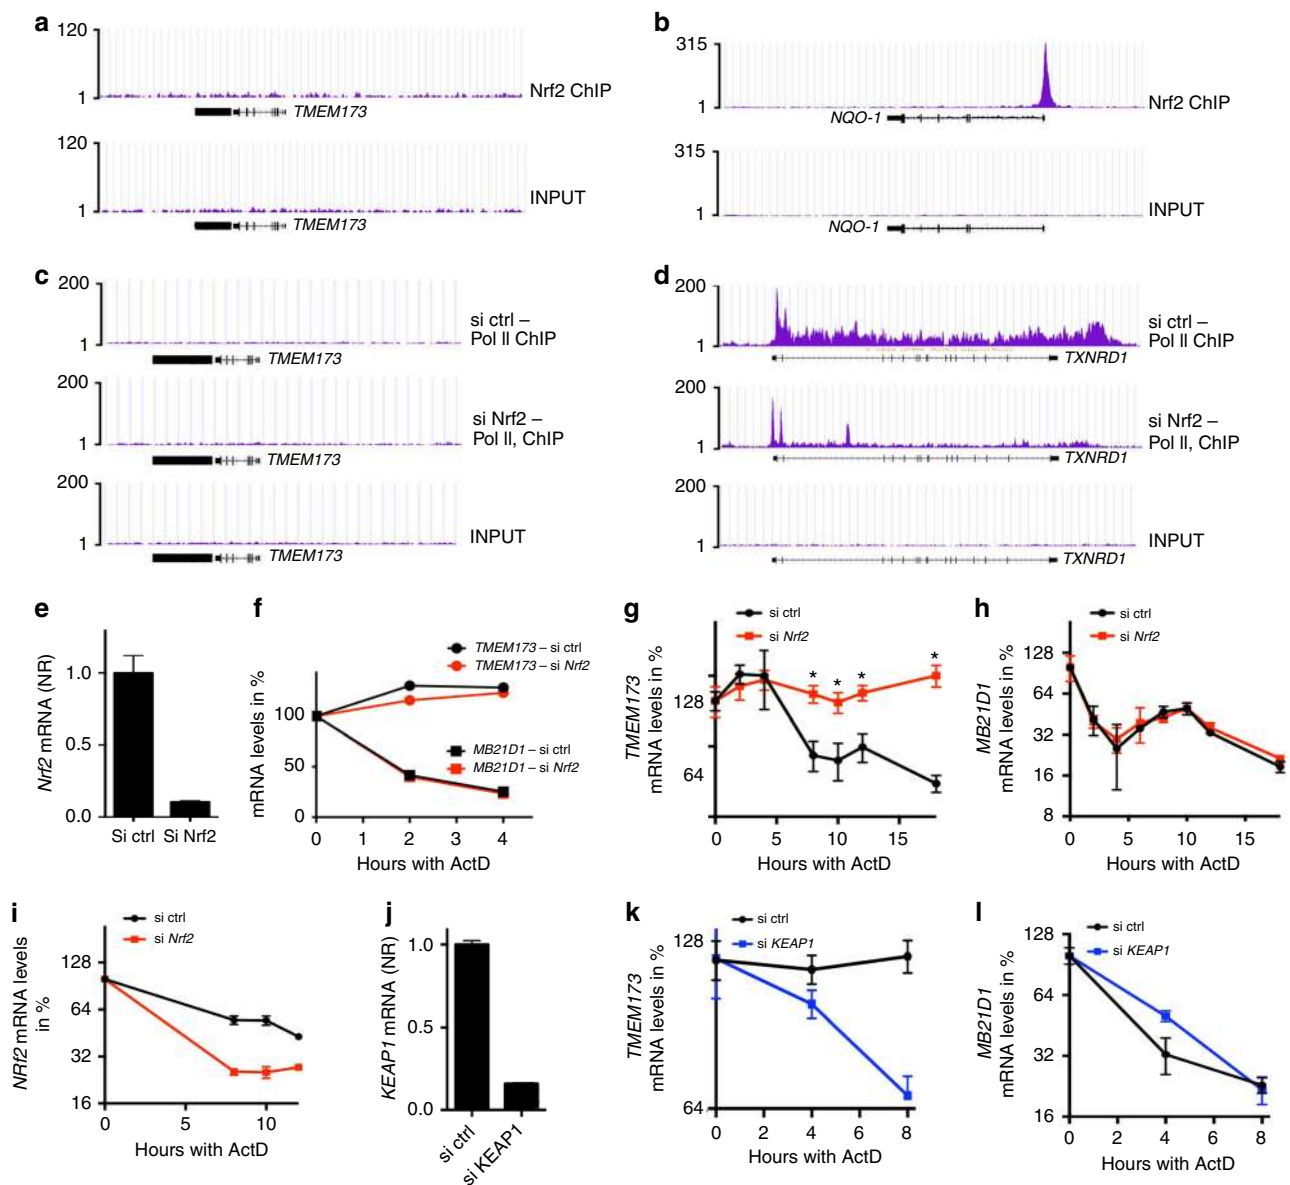 a
120
1
Nrf2 ChIP
TMEM173
120
1
INPUT
TMEM173
b
315
1
Nrf2 ChIP
NQO-1
315
1
INPUT
NQO-1
c
200
1
si ctrl –
Pol II ChIP
TMEM173
200
1
si Nrf2 –
Pol II, ChIP
TMEM173
200
1
INPUT
TMEM173
d
200
1
si ctrl –
Pol II ChIP
TXNRD1
200
1
si Nrf2 –
Pol II, ChIP
TXNRD1
200
1
INPUT
TXNRD1
e
Nrf2 mRNA (NR)
1.0
0.5
0.0
Si ctrl Si Nrf2
f
mRNA levels in %
TMEM173 – si ctrl
TMEM173 – si Nrf2
MB21D1 – si ctrl
MB21D1 – si Nrf2
100
50
0
0 1 2 3 4
Hours with ActD
g
si ctrl
si Nrf2
TMEM173
mRNA levels in %
* * * *
128
64
0 5 10 15
Hours with ActD
h
si ctrl
si Nrf2
MB21D1
mRNA levels in %
128
64
32
16
8
0 5 10 15
Hours with ActD
i
si ctrl
si Nrf2
NRf2 mRNA levels
in %
128
64
32
16
0 5 10
Hours with ActD
j
KEAP1 mRNA (NR)
1.0
0.5
0.0
si ctrl
si KEAP1
k
si ctrl
si KEAP1
TMEM173
mRNA levels in %
128
64
0 2 4 6 8
Hours with ActD
l
si ctrl
si KEAP1
MB21D1
mRNA levels in %
128
64
32
16
0 2 4 6 8
Hours with ActD